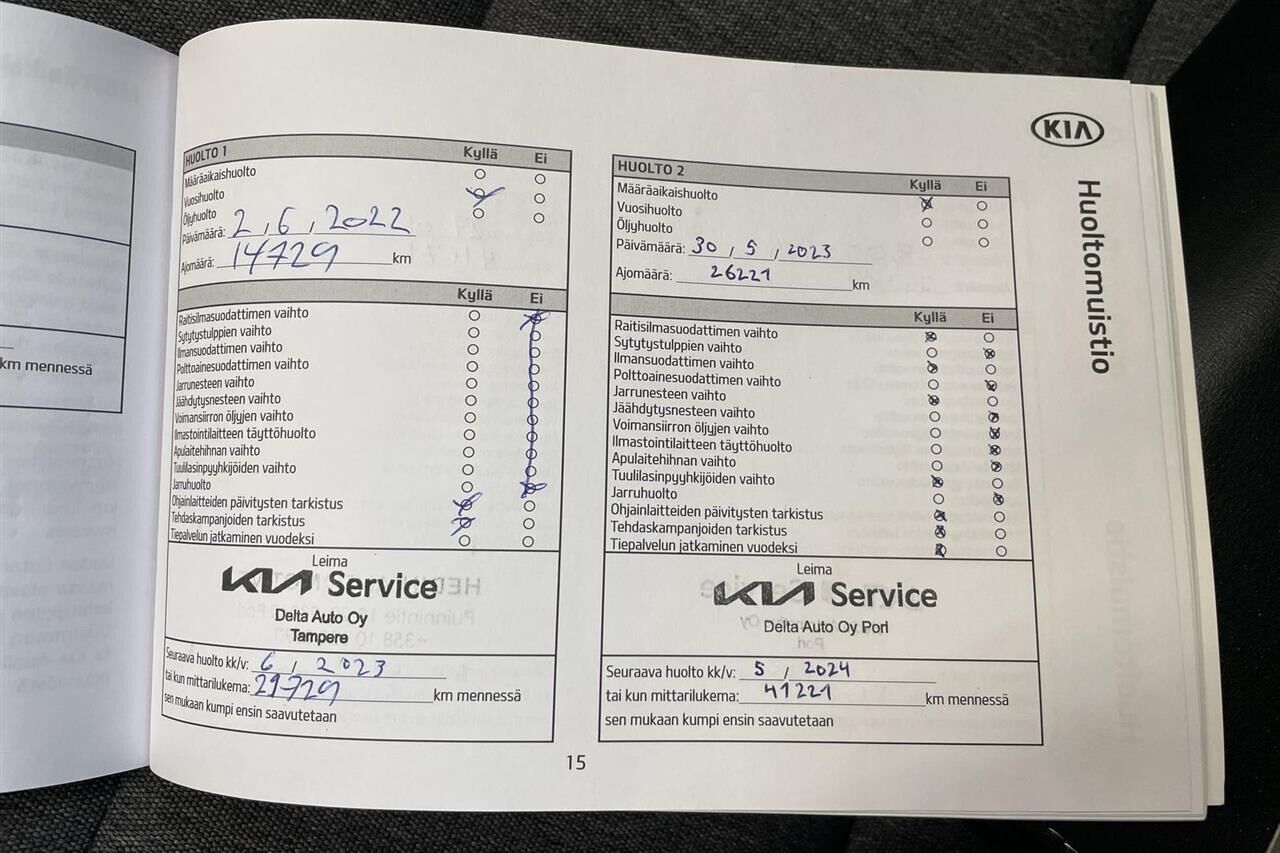 KIA
Huoltomuistio
km mennessä
HUOLTO 1 Kyllä Ei
Määräaikaishuolto
Vuosihuolto
Öljyhuolto
Päivämäärä: 2 , 6 , 2022
Ajomäärä: 14729 km
Kyllä Ei
Raitisilmasuodattimen vaihto
Sytytystulppien vaihto
Ilmansuodattimen vaihto
Polttoainesuodattimen vaihto
Jarrunesteen vaihto
Jäähdytysnesteen vaihto
Voimansiirron öljyjen vaihto
Ilmastointilaitteen täyttöhuolto
Apulaitehihnan vaihto
Tuulilasinpyyhkijöiden vaihto
Jarruhuolto
Ohjainlaitteiden päivitysten tarkistus
Tehdaskampanjoiden tarkistus
Tiepalvelun jatkaminen vuodeksi
Leima
KIA Service
Delta Auto Oy
Tampere
Seuraava huolto kk/v: 6 , 2023
tai kun mittarilukema: 29729 km mennessä
sen mukaan kumpi ensin saavutetaan
HUOLTO 2 Kyllä Ei
Määräaikaishuolto
Vuosihuolto
Öljyhuolto
Päivämäärä: 30 , 5 , 2023
Ajomäärä: 26221 km
Kyllä Ei
Raitisilmasuodattimen vaihto
Sytytystulppien vaihto
Ilmansuodattimen vaihto
Polttoainesuodattimen vaihto
Jarrunesteen vaihto
Jäähdytysnesteen vaihto
Voimansiirron öljyjen vaihto
Ilmastointilaitteen täyttöhuolto
Apulaitehihnan vaihto
Tuulilasinpyyhkijöiden vaihto
Jarruhuolto
Ohjainlaitteiden päivitysten tarkistus
Tehdaskampanjoiden tarkistus
Tiepalvelun jatkaminen vuodeksi
Leima
KIA Service
Delta Auto Oy Pori
Seuraava huolto kk/v: 5 , 2024
tai kun mittarilukema: 41221 km mennessä
sen mukaan kumpi ensin saavutetaan
15